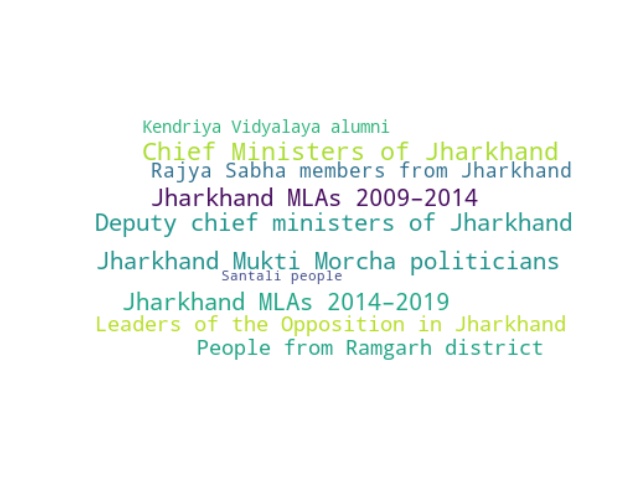 Kendriya Vidyalaya alumni
Chief Ministers of Jharkhand
Rajya Sabha members from Jharkhand
Jharkhand MLAs 2009–2014
Deputy chief ministers of Jharkhand
Jharkhand Mukti Morcha politicians
Santali people
Jharkhand MLAs 2014–2019
Leaders of the Opposition in Jharkhand
People from Ramgarh district